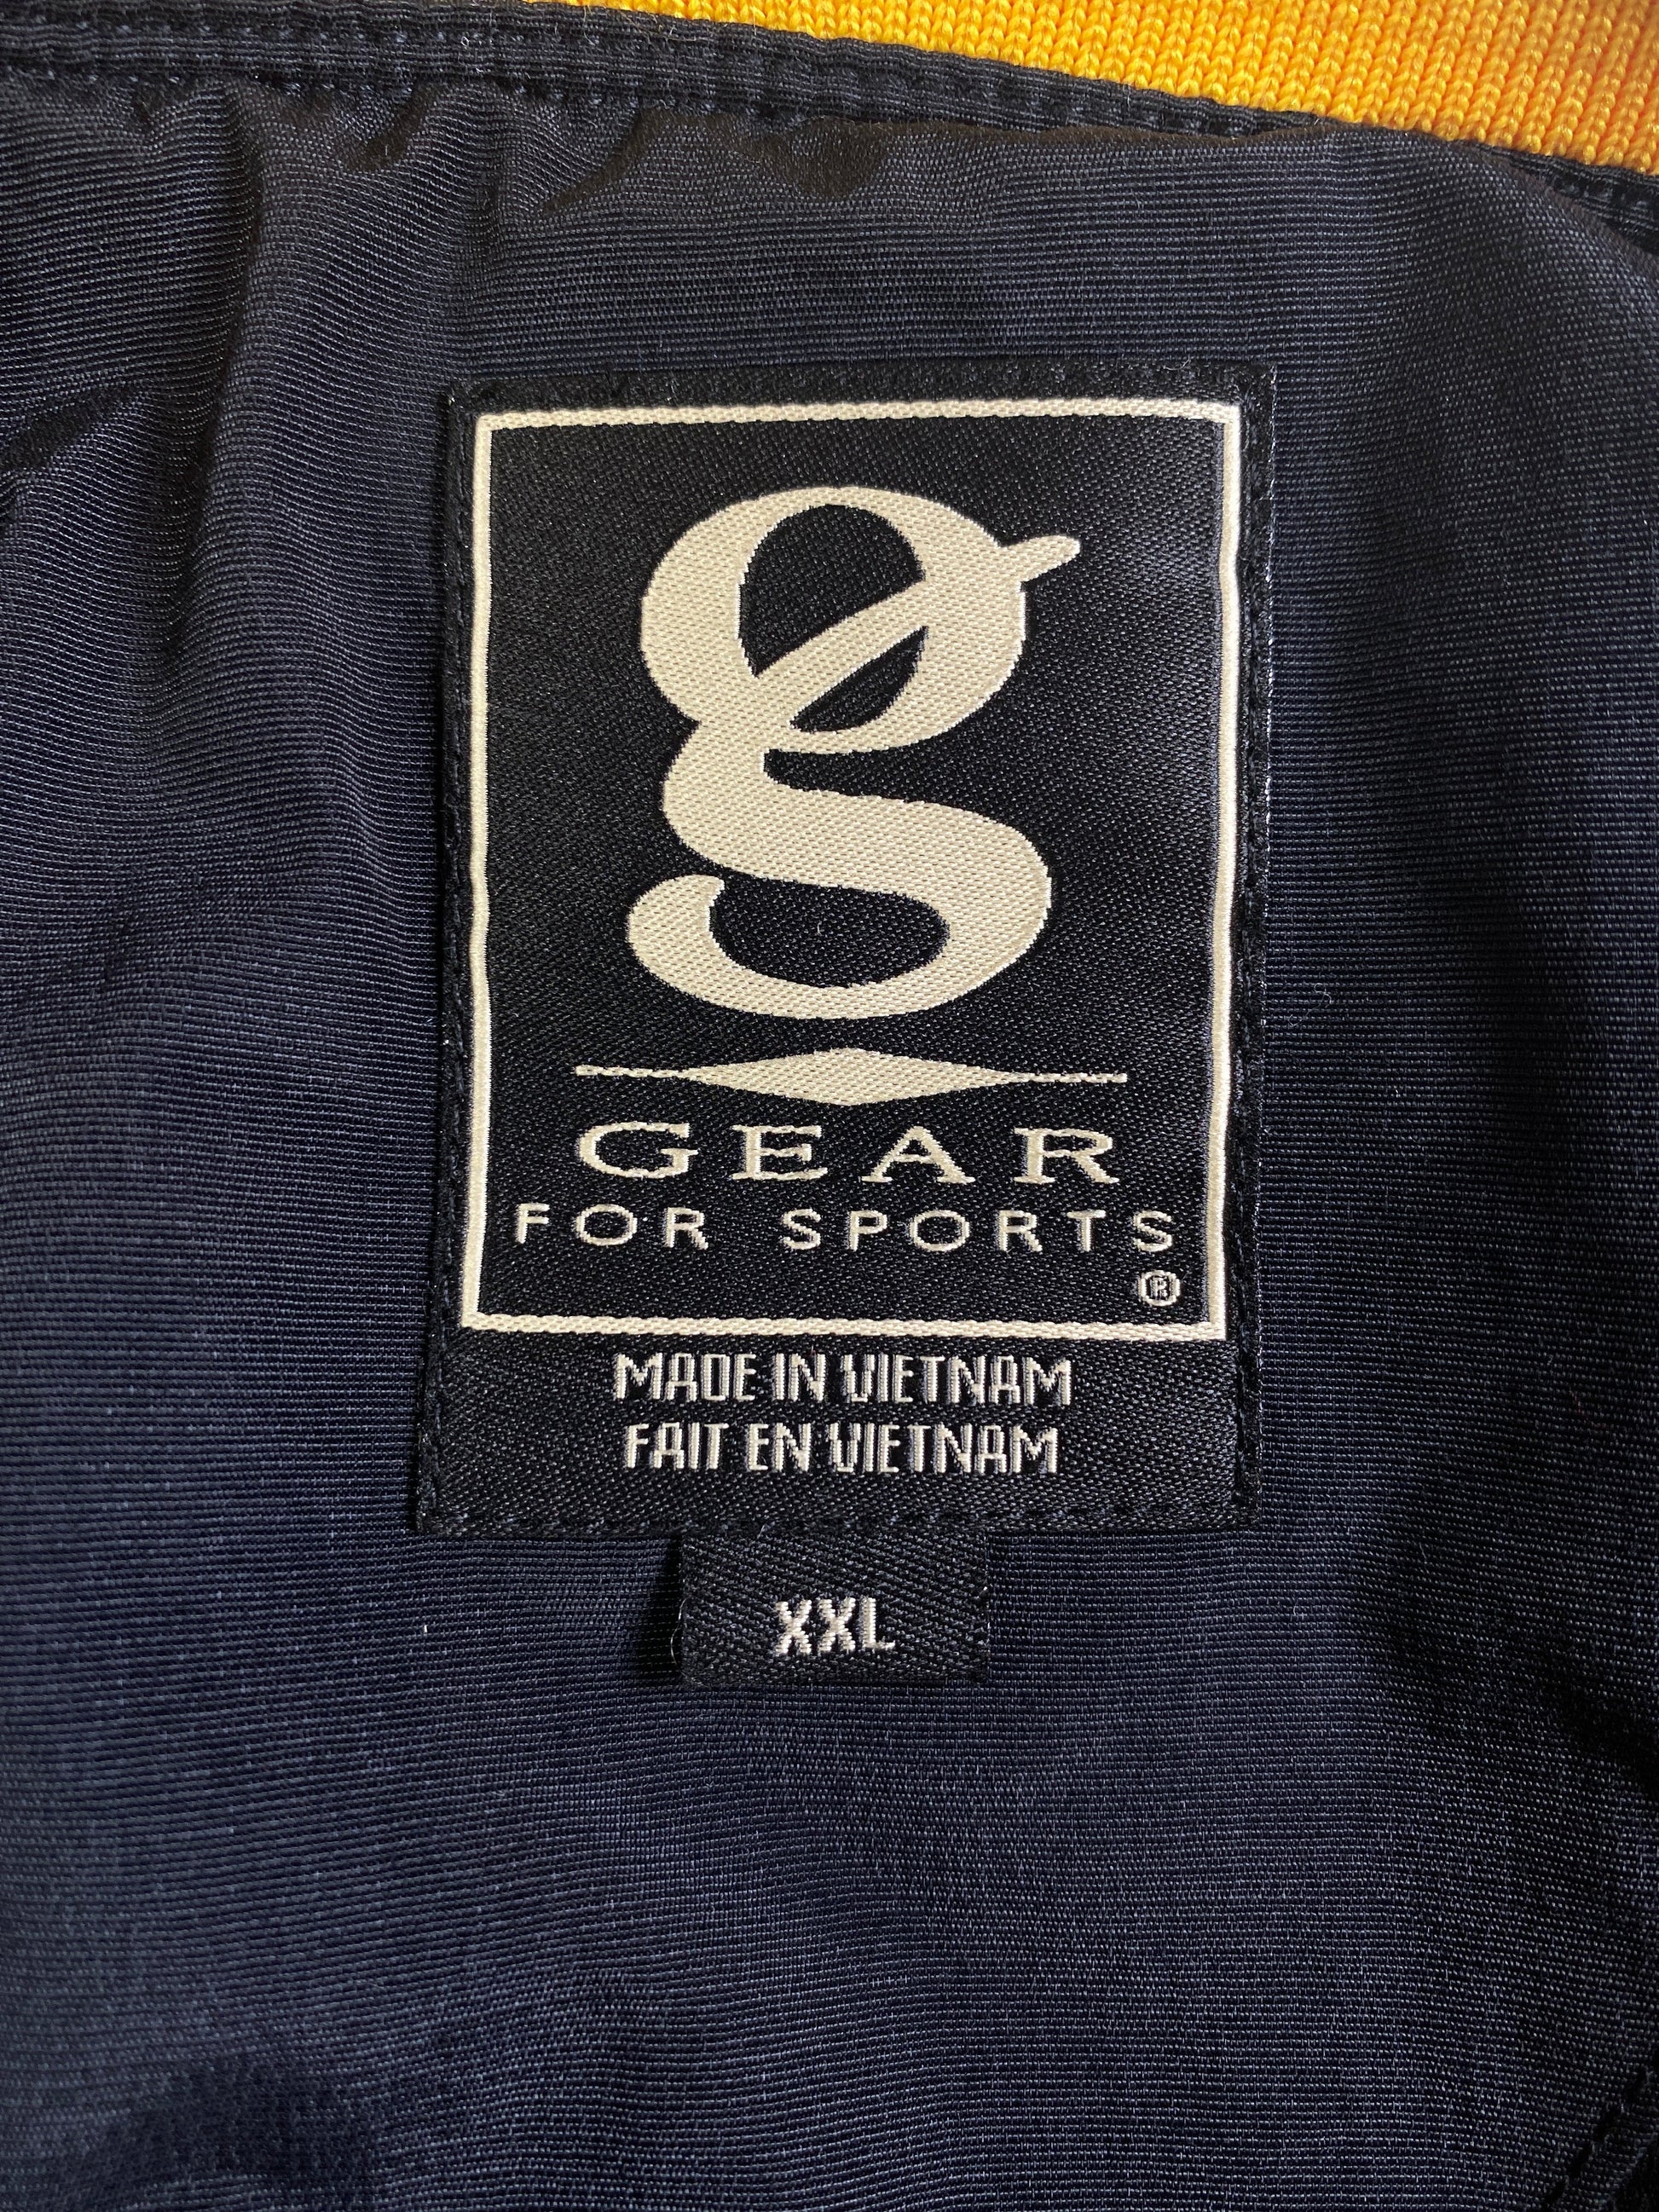 g
GEAR
FOR SPORTS
®
MADE IN VIETNAM
FAIT EN VIETNAM
XXL